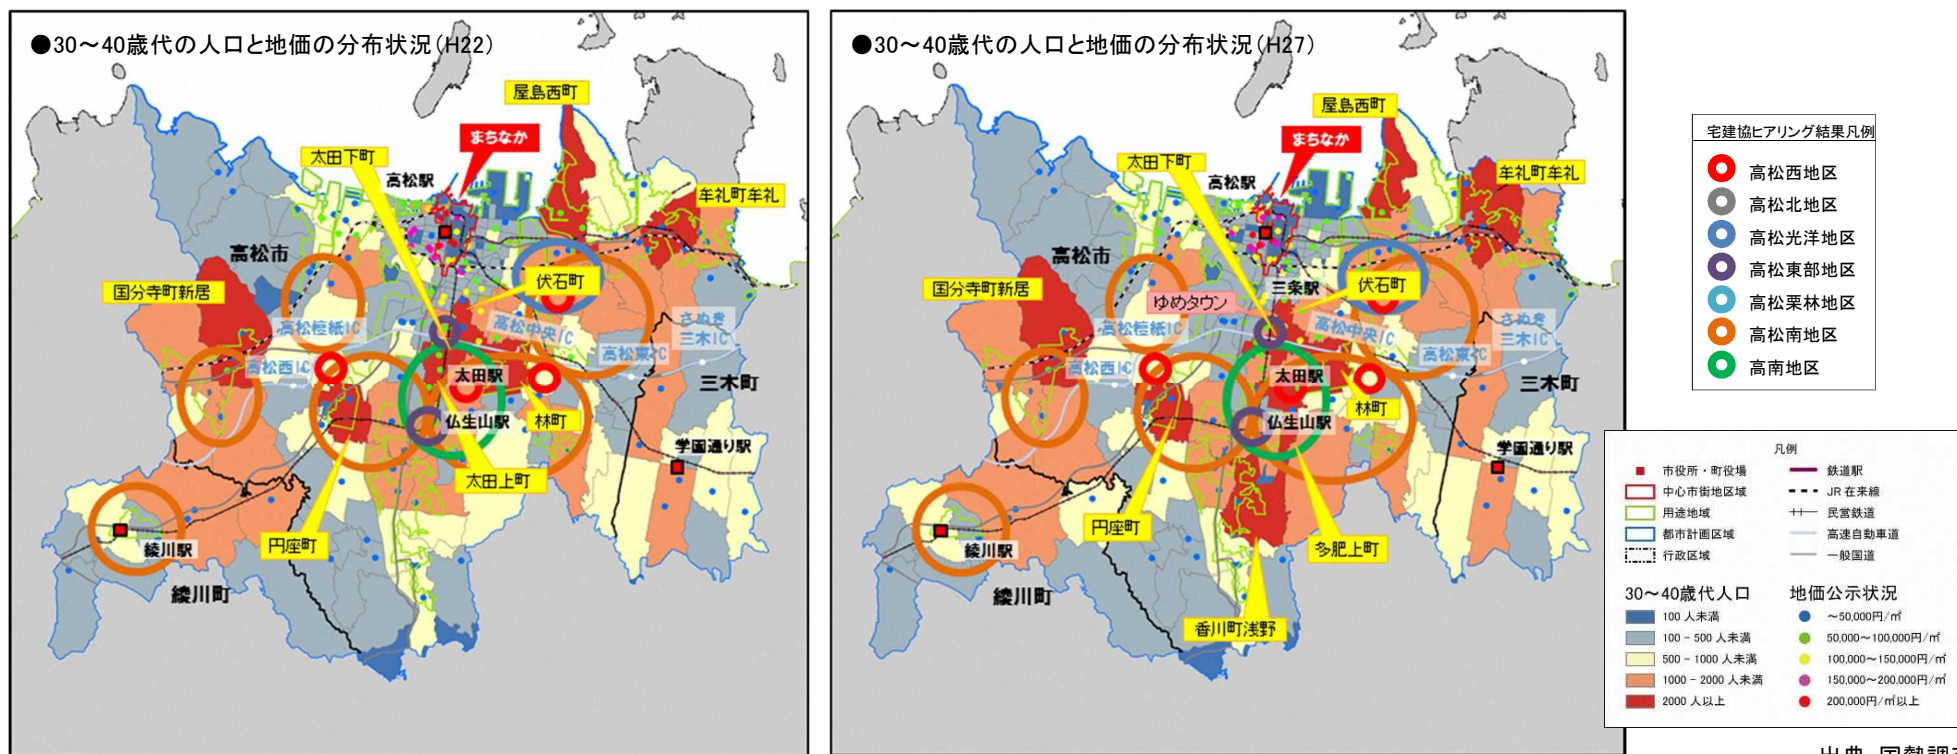 ●30～40歳代の人口と地価の分布状況(H22)
屋島西町
まちなか
太田下町
高松駅
牟礼町牟礼
高松市
国分寺町新居
伏石町
高松檀紙IC
高松中央IC
さぬき
三木IC
高松西IC
高松東IC
太田駅
三木町
仏生山駅
林町
学園通り駅
太田上町
円座町
綾川駅
綾川町
●30～40歳代の人口と地価の分布状況(H27)
屋島西町
まちなか
太田下町
高松駅
牟礼町牟礼
高松市
国分寺町新居
三条駅
伏石町
ゆめタウン
高松檀紙IC
高松中央IC
さぬき
三木IC
高松西IC
高松東IC
太田駅
三木町
仏生山駅
林町
学園通り駅
円座町
多肥上町
綾川駅
綾川町
香川町浅野
宅建協ヒアリング結果凡例
高松西地区
高松北地区
高松光洋地区
高松東部地区
高松栗林地区
高松南地区
高南地区
凡例
市役所・町役場
鉄道駅
中心市街地区域
JR 在来線
用途地域
民営鉄道
都市計画区域
高速自動車道
行政区域
一般国道
30～40歳代人口
地価公示状況
100 人未満
～50,000円/㎡
100 - 500 人未満
50,000～100,000円/㎡
500 - 1000 人未満
100,000～150,000円/㎡
1000 - 2000 人未満
150,000～200,000円/㎡
2000 人以上
200,000円/㎡以上